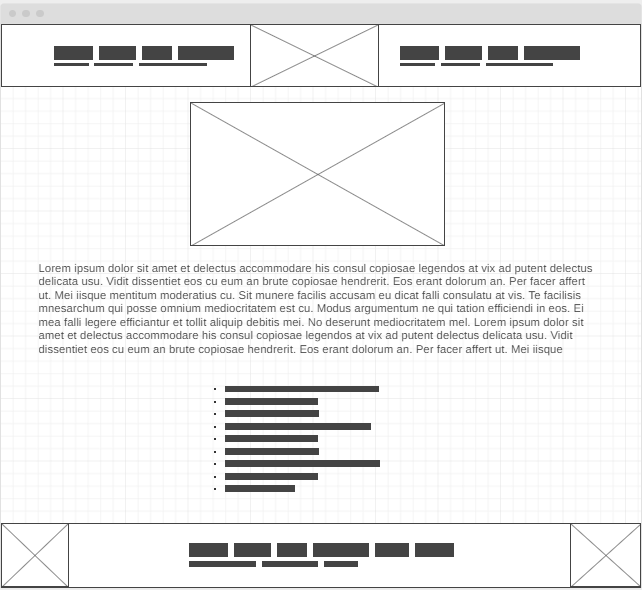 Lorem ipsum dolor sit amet et delectus accommodare his consul copiosae legendos at vix ad putent delectus
delicata usu. Vidit dissentiet eos cu eum an brute copiosae hendrerit. Eos erant dolorum an. Per facer affert
ut. Mei iisque mentitum moderatius cu. Sit munere facilis accusam eu dicat falli consulatu at vis. Te facilisis
mnesarchum qui posse omnium mediocritatem est cu. Modus argumentum ne qui tation efficiendi in eos. Ei
mea falli legere efficiantur et tollit aliquip debitis mei. No deserunt mediocritatem mel. Lorem ipsum dolor sit
amet et delectus accommodare his consul copiosae legendos at vix ad putent delectus delicata usu. Vidit
dissentiet eos cu eum an brute copiosae hendrerit. Eos erant dolorum an. Per facer affert ut. Mei iisque